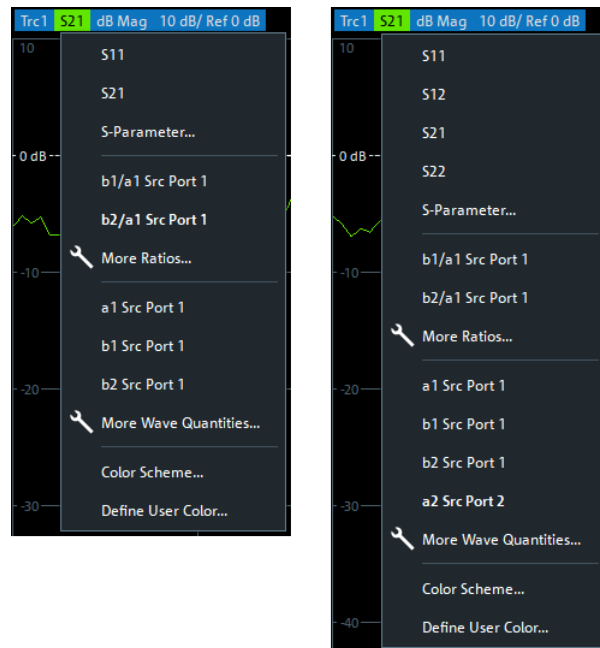 Trc1 S21 dB Mag 10 dB/ Ref 0 dB
10
S11
S21
S-Parameter...
0 dB
b1/a1 Src Port 1
b2/a1 Src Port 1
More Ratios...
-10
a1 Src Port 1
b1 Src Port 1
b2 Src Port 1
-20
More Wave Quantities...
Color Scheme...
-30
Define User Color...
Trc1 S21 dB Mag 10 dB/ Ref 0 dB
10
S11
S12
S21
0 dB
S22
S-Parameter...
b1/a1 Src Port 1
-10
b2/a1 Src Port 1
More Ratios...
a1 Src Port 1
-20
b1 Src Port 1
b2 Src Port 1
a2 Src Port 2
-30
More Wave Quantities...
Color Scheme...
Define User Color...
-40